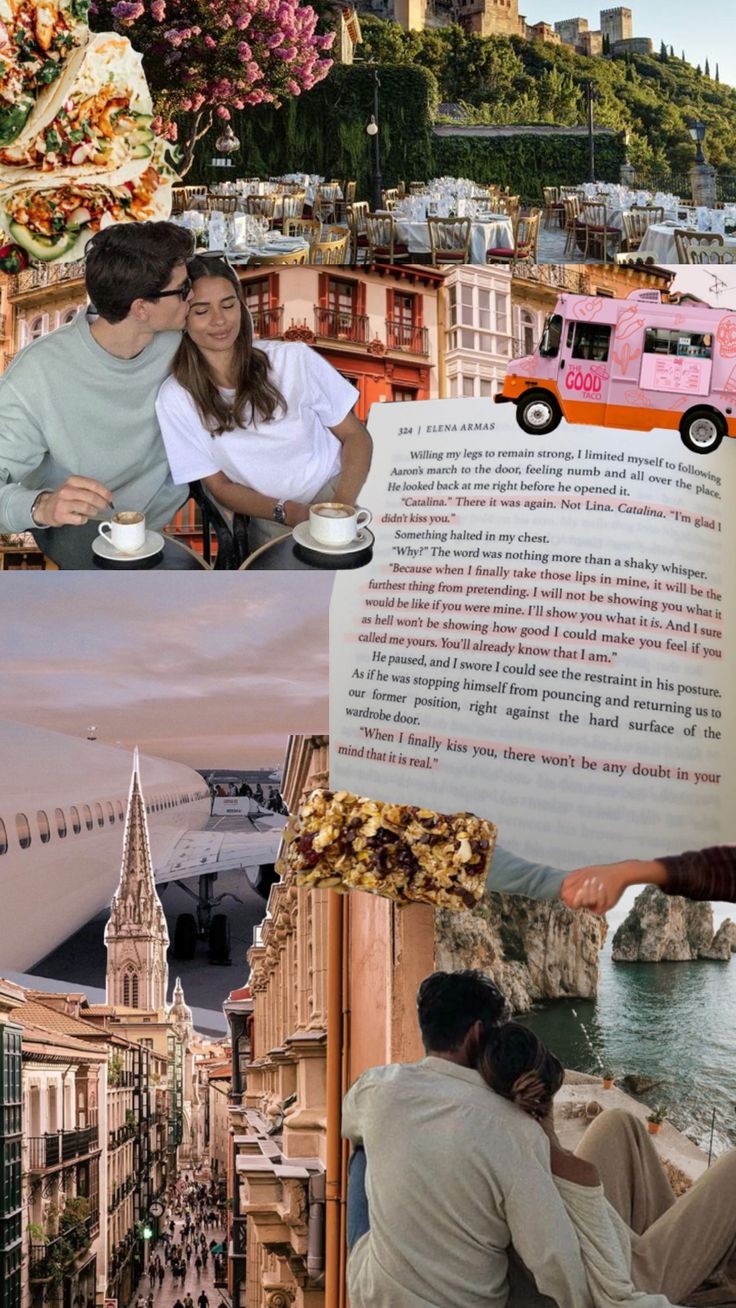 THE
GOOD
TACO
324 | ELENA ARMAS
Willing my legs to remain strong, I limited myself to following
Aaron's march to the door, feeling numb and all over the place.
He looked back at me right before he opened it.
"Catalina." There it was again. Not Lina. Catalina. "I'm glad I
didn't kiss you."
Something halted in my chest.
"Why?" The word was nothing more than a shaky whisper.
"Because when I finally take those lips in mine, it will be the
furthest thing from pretending. I will not be showing you what it
would be like if you were mine. I'll show you what it is. And I sure
as hell won't be showing how good I could make you feel if you
called me yours. You'll already know that I am."
He paused, and I swore I could see the restraint in his posture.
As if he was stopping himself from pouncing and returning us to
our former position, right against the hard surface of the
wardrobe door.
"When I finally kiss you, there won't be any doubt in your
mind that it is real."